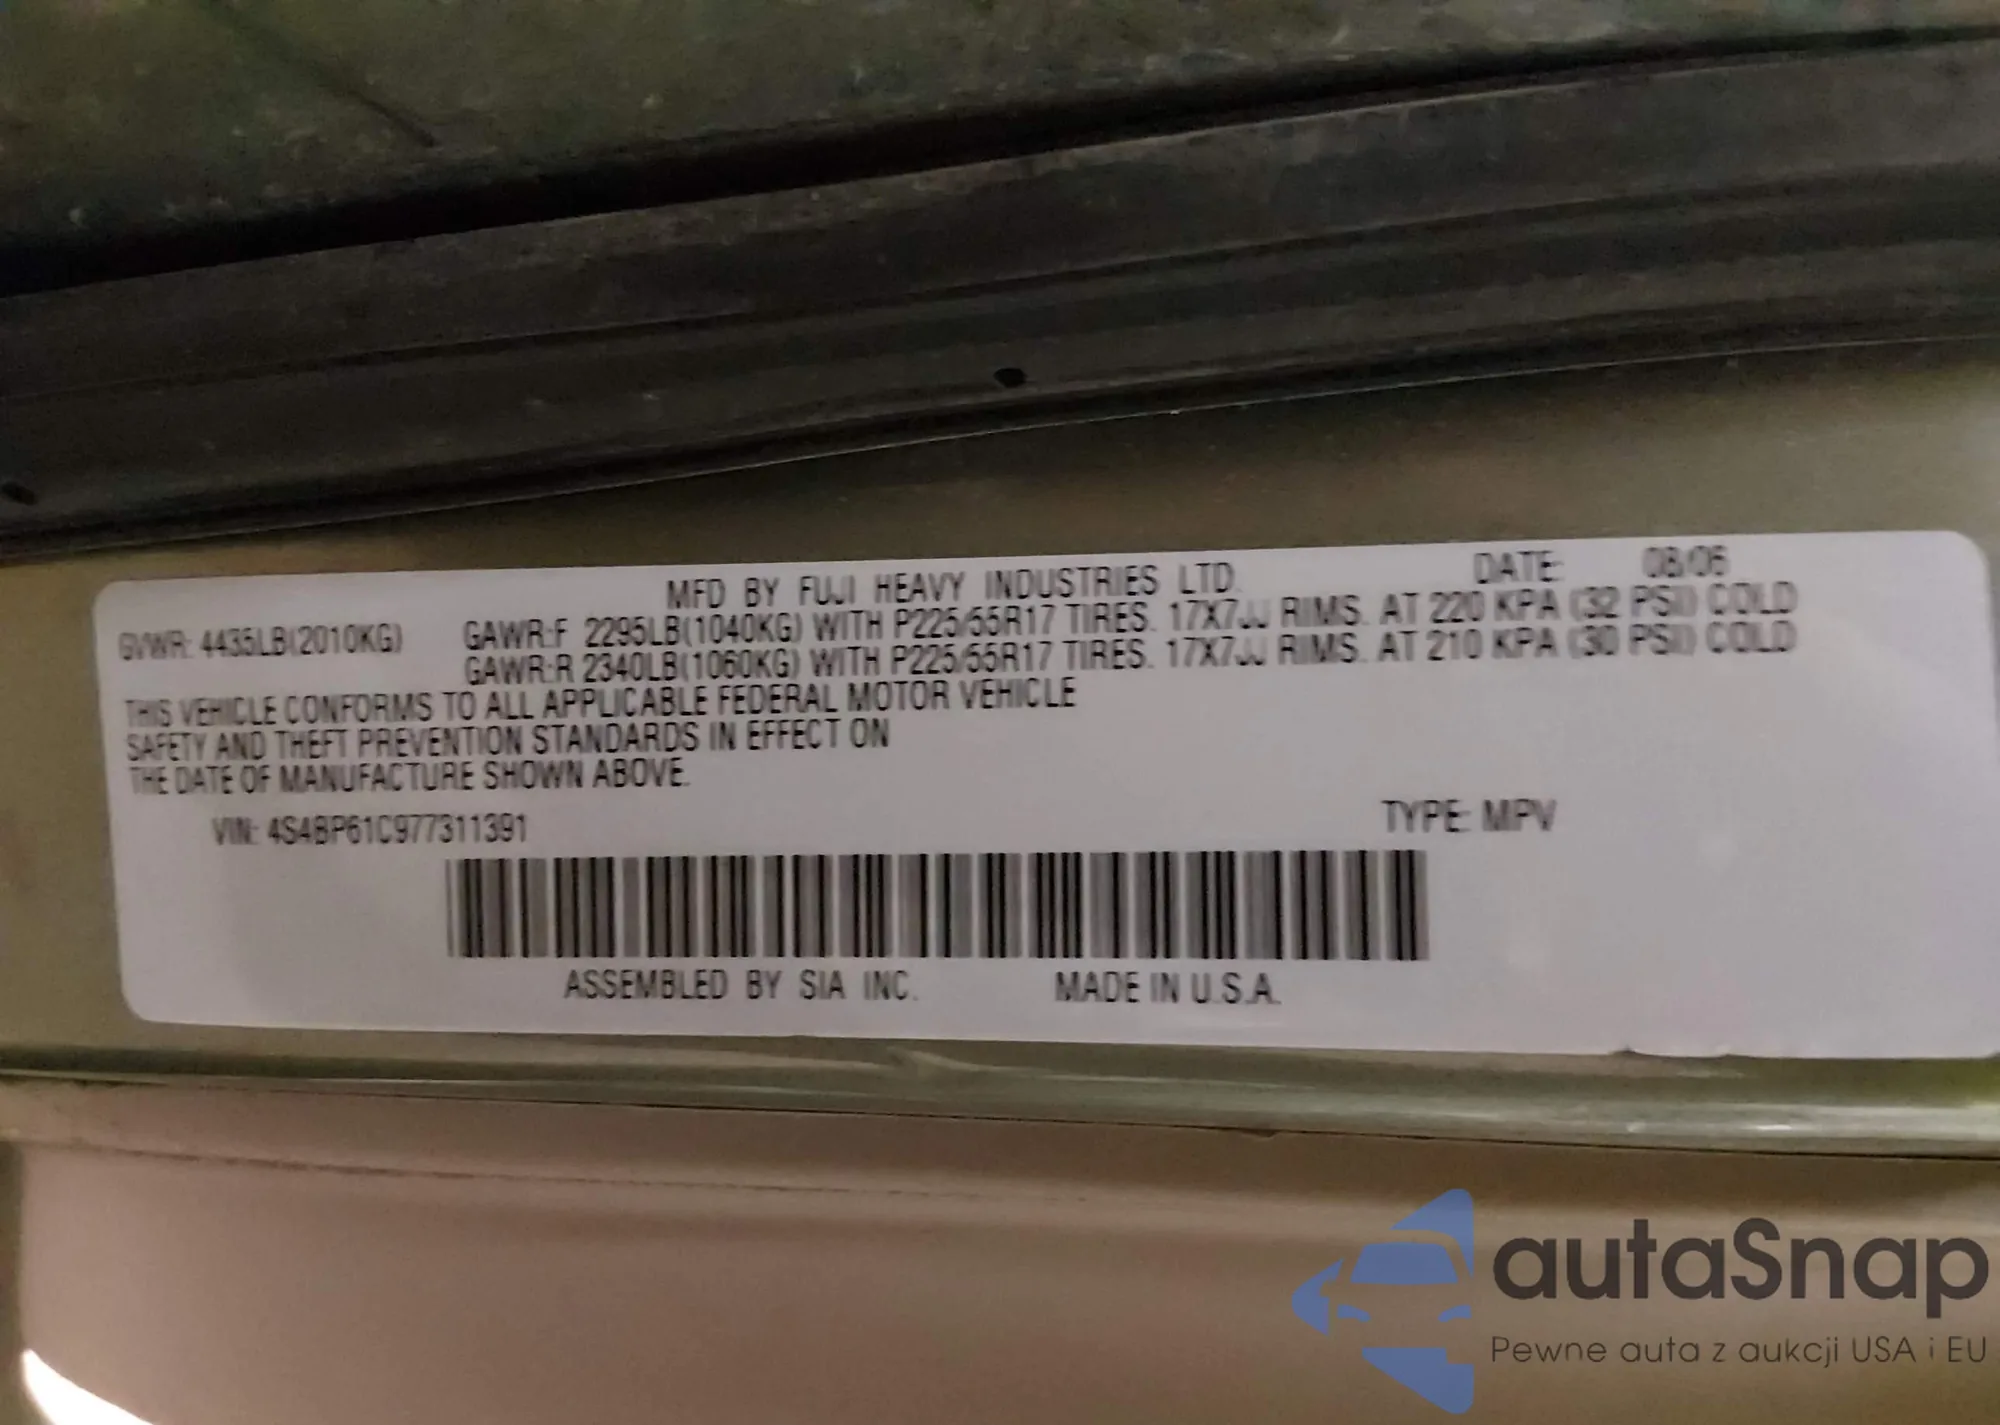 MFD BY FUJI HEAVY INDUSTRIES LTD. DATE: 08/06
GVWR: 4435LB(2010KG) GAWR:F 2295LB(1040KG) WITH P225/55R17 TIRES. 17X7JJ RIMS. AT 220 KPA (32 PSI) COLD
GAWR:R 2340LB(1060KG) WITH P225/55R17 TIRES. 17X7JJ RIMS. AT 210 KPA (30 PSI) COLD
THIS VEHICLE CONFORMS TO ALL APPLICABLE FEDERAL MOTOR VEHICLE
SAFETY AND THEFT PREVENTION STANDARDS IN EFFECT ON
THE DATE OF MANUFACTURE SHOWN ABOVE.
VIN: 4S4BP61C977311391 TYPE: MPV
ASSEMBLED BY SIA INC. MADE IN U.S.A.
autaSnap
Pewne auta z aukcji USA i EU